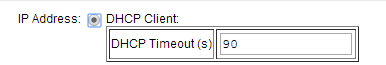 IP Address: DHCP Client:
DHCP Timeout (s) 90